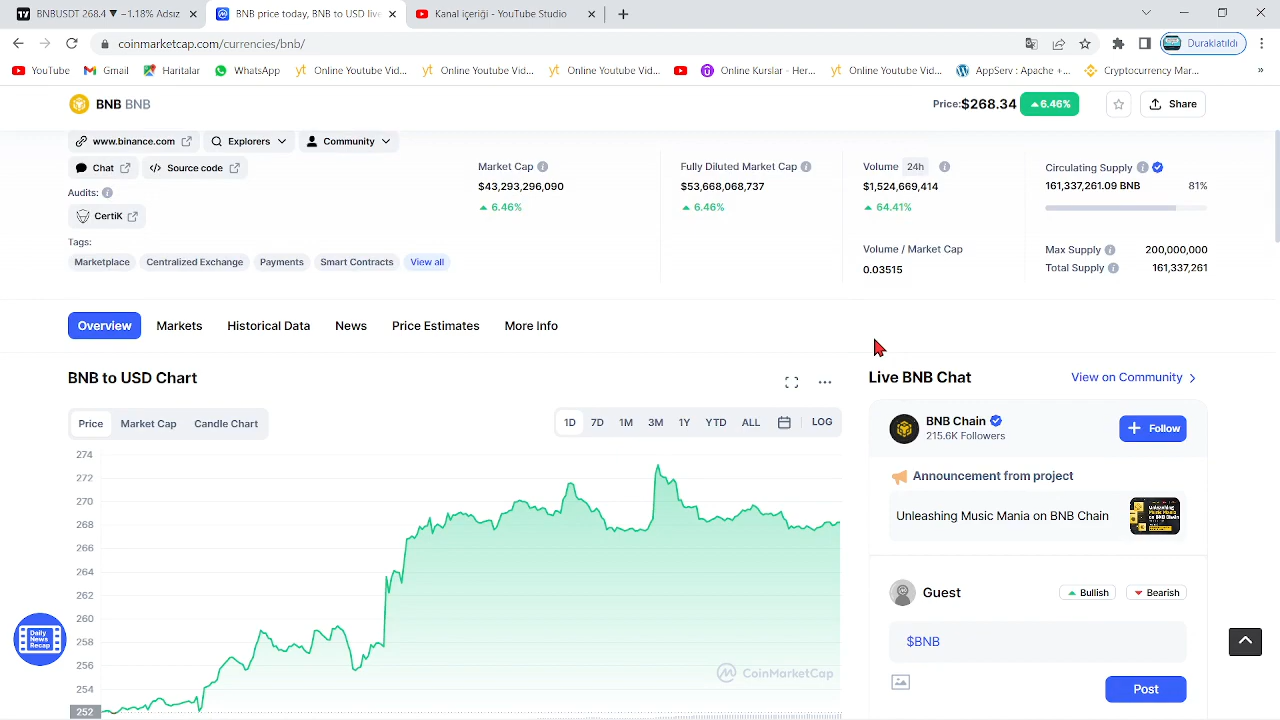 BNBUSDT 268.4 ▼ −1.18% Adsız
BNB price today, BNB to USD live
Kanal içeriği - YouTube Studio
coinmarketcap.com/currencies/bnb/
Duraklatıldı
YouTube
Gmail
Haritalar
WhatsApp
Online Youtube Vid...
Online Youtube Vid...
Online Youtube Vid...
Online Kurslar - Her...
Online Youtube Vid...
AppServ : Apache +...
Cryptocurrency Mar...
BNB BNB
Price:$268.34
6.46%
Share
www.binance.com
Explorers
Community
Chat
Source code
Audits:
CertiK
Tags:
Marketplace
Centralized Exchange
Payments
Smart Contracts
View all
Market Cap
$43,293,296,090
6.46%
Fully Diluted Market Cap
$53,668,068,737
6.46%
Volume 24h
$1,524,669,414
64.41%
Volume / Market Cap
0.03515
Circulating Supply
161,337,261.09 BNB 81%
Max Supply 200,000,000
Total Supply 161,337,261
Overview
Markets
Historical Data
News
Price Estimates
More Info
BNB to USD Chart
Price
Market Cap
Candle Chart
1D
7D
1M
3M
1Y
YTD
ALL
LOG
274
272
270
268
266
264
262
260
258
256
254
252
CoinMarketCap
Daily
News
Recap
Live BNB Chat
View on Community
BNB Chain
215.6K Followers
Follow
Announcement from project
Unleashing Music Mania on BNB Chain
Guest
Bullish
Bearish
$BNB
Post